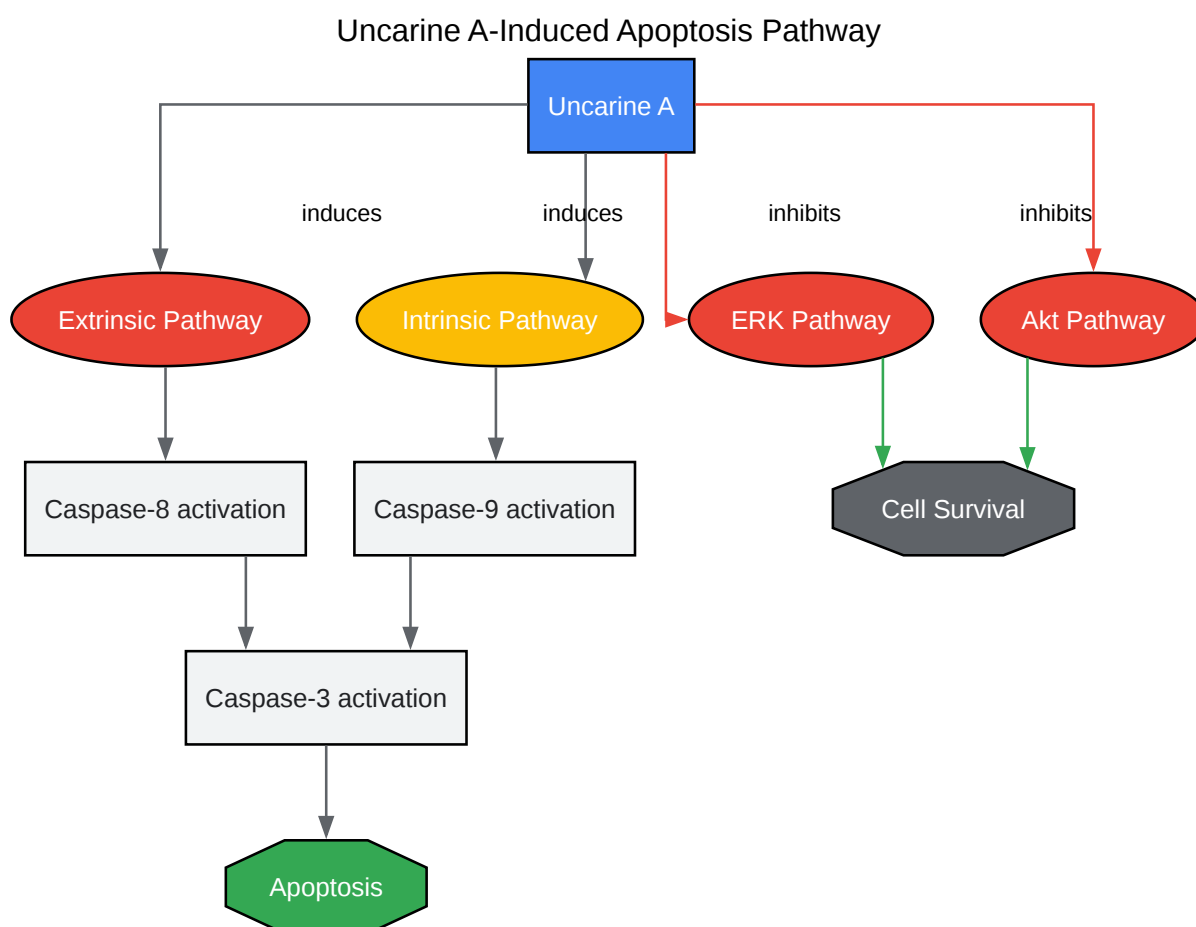 Uncarine A-Induced Apoptosis Pathway
Uncarine A
induces
induces
inhibits
inhibits
Extrinsic Pathway
Intrinsic Pathway
ERK Pathway
Akt Pathway
Caspase-8 activation
Caspase-9 activation
Cell Survival
Caspase-3 activation
Apoptosis